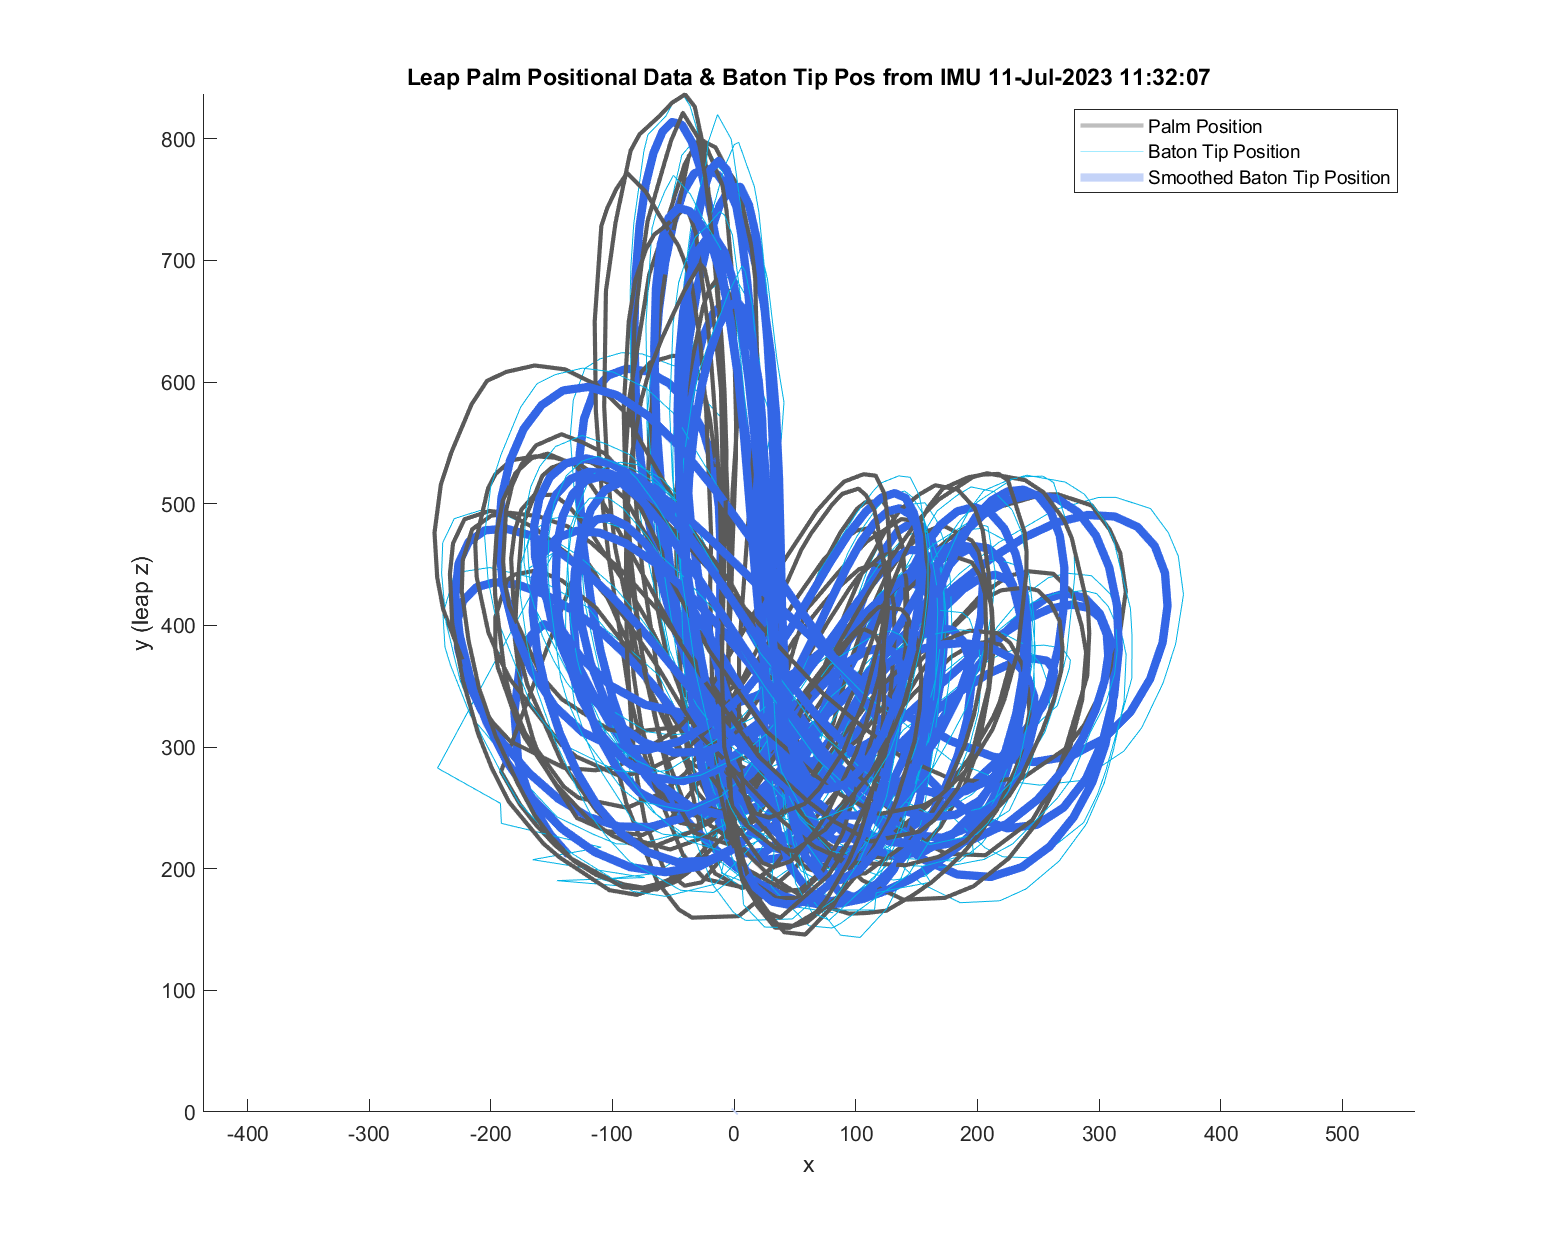 Leap Palm Positional Data & Baton Tip Pos from IMU 11-Jul-2023 11:32:07
Palm Position
Baton Tip Position
Smoothed Baton Tip Position
800
700
600
500
400
300
200
100
0
y (leap z)
-400 -300 -200 -100 0 100 200 300 400 500
x